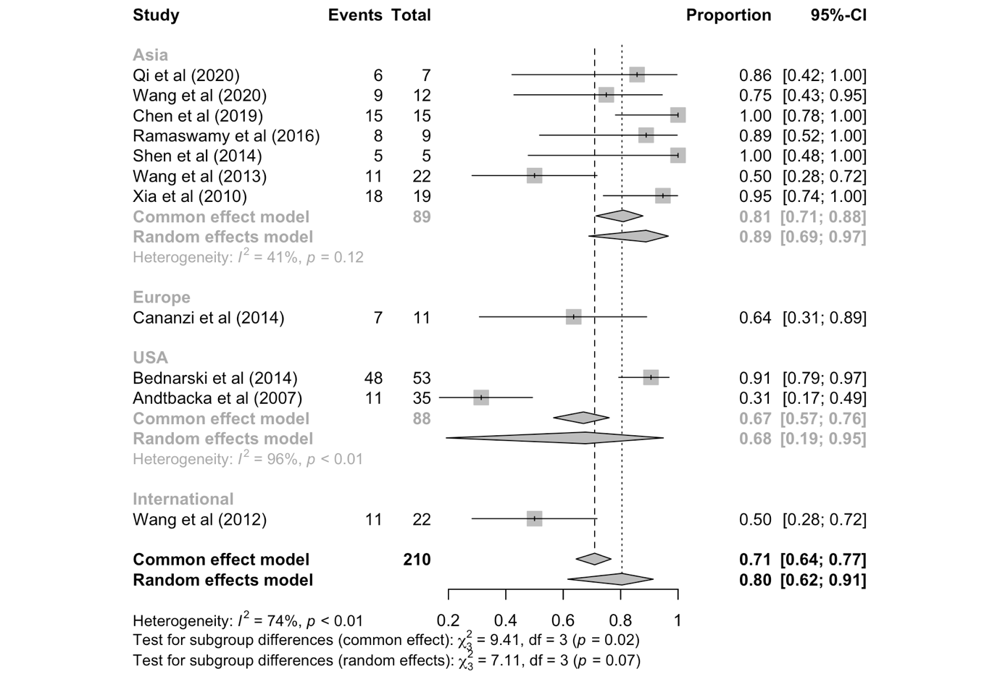 Study Events Total Proportion 95%-CI
Asia
Qi et al (2020) 6 7 0.86 [0.42; 1.00]
Wang et al (2020) 9 12 0.75 [0.43; 0.95]
Chen et al (2019) 15 15 1.00 [0.78; 1.00]
Ramaswamy et al (2016) 8 9 0.89 [0.52; 1.00]
Shen et al (2014) 5 5 1.00 [0.48; 1.00]
Wang et al (2013) 11 22 0.50 [0.28; 0.72]
Xia et al (2010) 18 19 0.95 [0.74; 1.00]
Common effect model 89 0.81 [0.71; 0.88]
Random effects model 0.89 [0.69; 0.97]
Heterogeneity: I² = 41%, p = 0.12
Europe
Cananzi et al (2014) 7 11 0.64 [0.31; 0.89]
USA
Bednarski et al (2014) 48 53 0.91 [0.79; 0.97]
Andtbacka et al (2007) 11 35 0.31 [0.17; 0.49]
Common effect model 88 0.67 [0.57; 0.76]
Random effects model 0.68 [0.19; 0.95]
Heterogeneity: I² = 96%, p < 0.01
International
Wang et al (2012) 11 22 0.50 [0.28; 0.72]
Common effect model 210 0.71 [0.64; 0.77]
Random effects model 0.80 [0.62; 0.91]
Heterogeneity: I² = 74%, p < 0.01 0.2 0.4 0.6 0.8 1
Test for subgroup differences (common effect): χ²₃ = 9.41, df = 3 (p = 0.02)
Test for subgroup differences (random effects): χ²₃ = 7.11, df = 3 (p = 0.07)